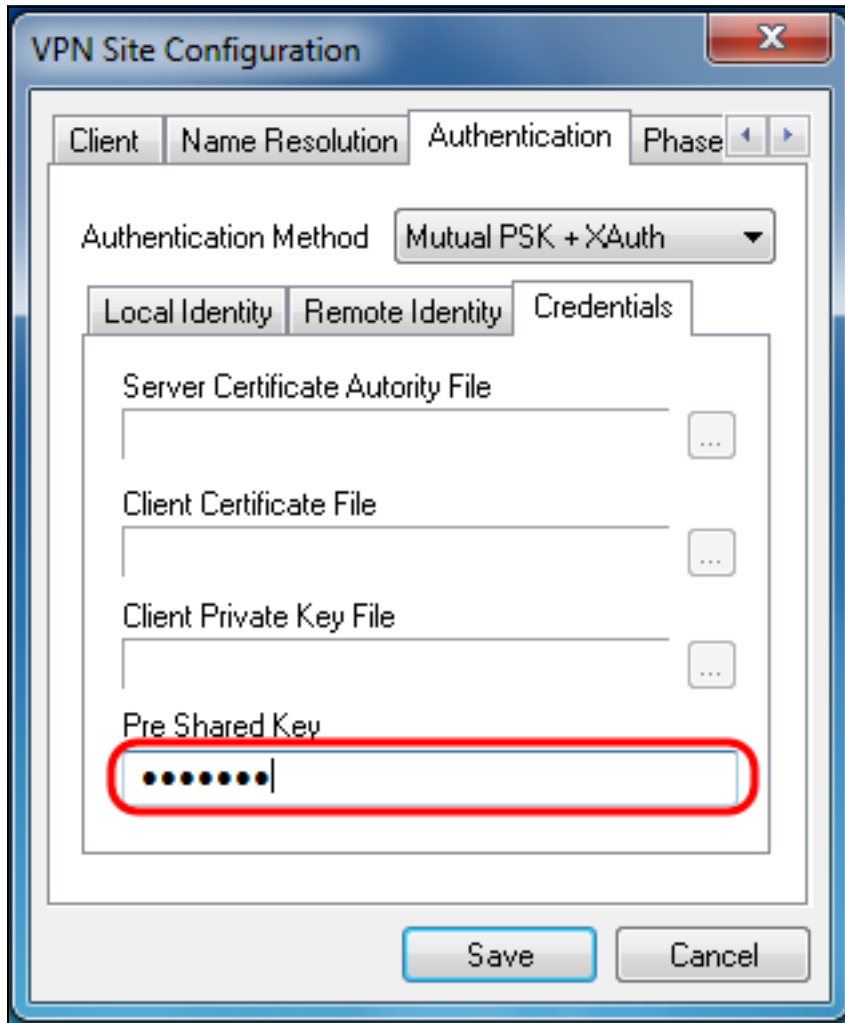 VPN Site Configuration
Client Name Resolution Authentication Phase
Authentication Method Mutual PSK + XAuth
Local Identity Remote Identity Credentials
Server Certificate Autority File
...
Client Certificate File
...
Client Private Key File
...
Pre Shared Key
•••••••
Save Cancel